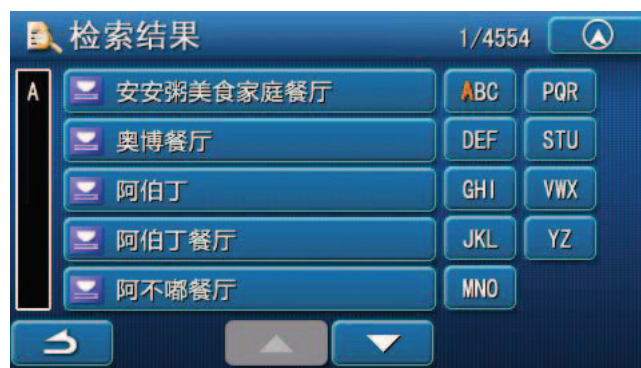 检索结果 1/4554
A 安安粥美食家庭餐厅 ABC PQR
奥博餐厅 DEF STU
阿伯丁 GHI VWX
阿伯丁餐厅 JKL YZ
阿不嘟餐厅 MNO